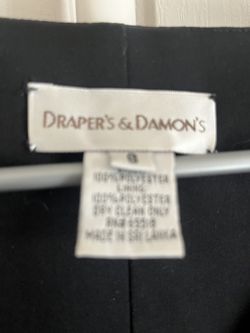 DRAPER'S & DAMON'S
100% POLYESTER
LINING
100% POLYESTER
DRY CLEAN ONLY
MADE IN SRI LANKA